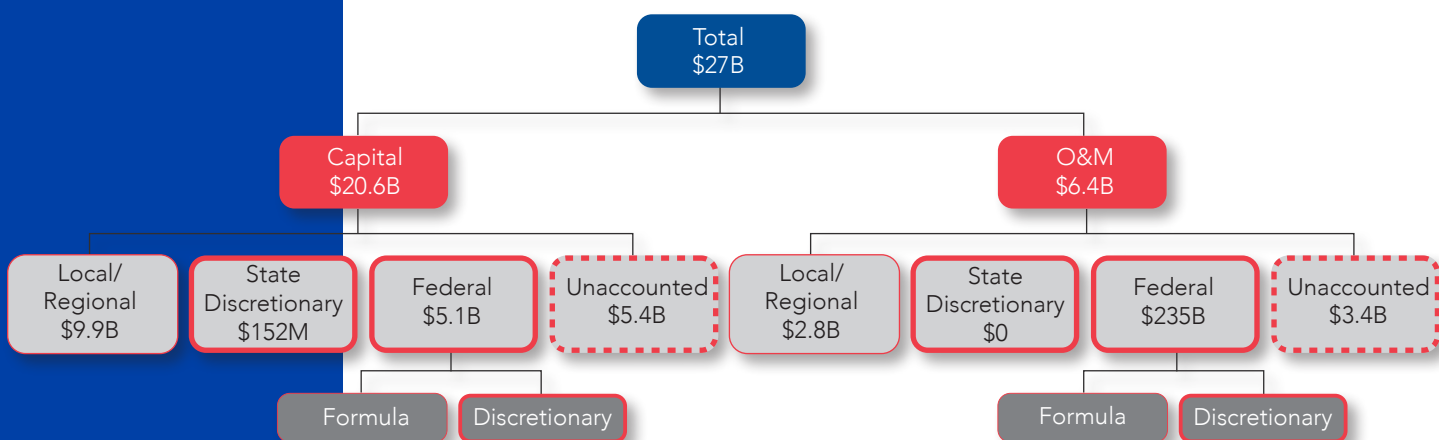 Total
$27B
Capital
$20.6B
O&M
$6.4B
Local/
Regional
$9.9B
State
Discretionary
$152M
Federal
$5.1B
Unaccounted
$5.4B
Local/
Regional
$2.8B
State
Discretionary
$0
Federal
$235B
Unaccounted
$3.4B
Formula
Discretionary
Formula
Discretionary